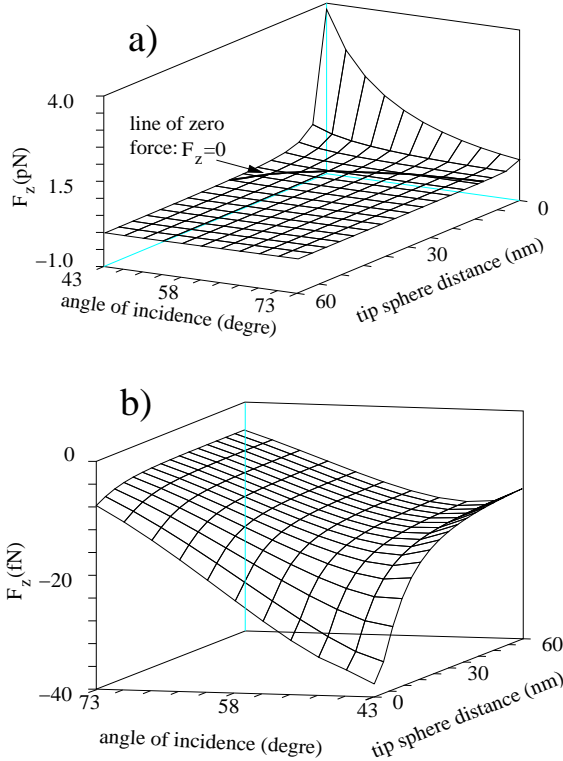 a)
4.0
line of zero
force: F_z=0
F_z(pN)
1.5
−1.0
0
30
60
43
58
73
tip sphere distance (nm)
angle of incidence (degre)
b)
0
F_z(fN)
−20
−40
60
30
0
73
58
43
tip sphere distance (nm)
angle of incidence (degre)